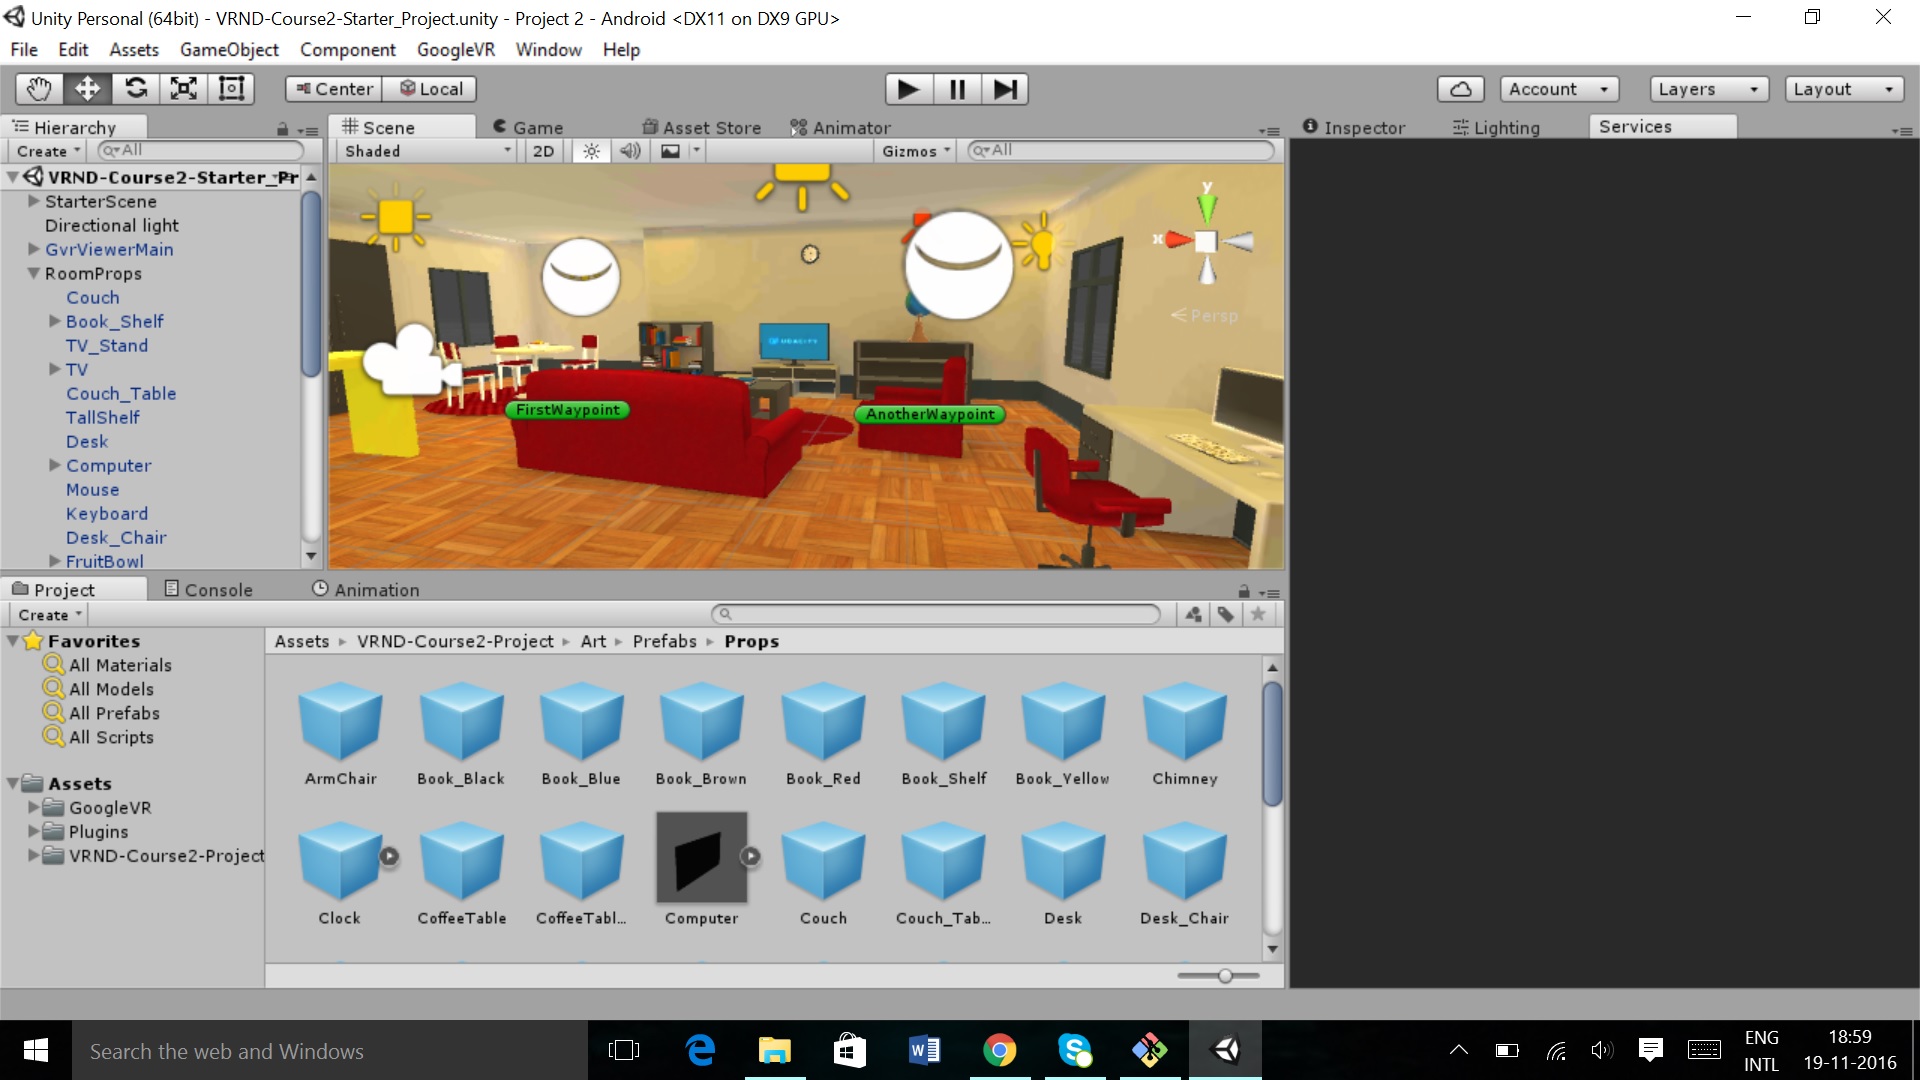 Unity Personal (64bit) - VRND-Course2-Starter_Project.unity - Project 2 - Android <DX11 on DX9 GPU>
File Edit Assets GameObject Component GoogleVR Window Help
Center Local Account Layers Layout
Hierarchy Scene Game Asset Store Animator Inspector Lighting Services
Create All Shaded 2D Gizmos All
VRND-Course2-Starter_Pr
StarterScene
Directional light
GvrViewerMain
RoomProps
Couch
Book_Shelf
TV_Stand
TV
Couch_Table
TallShelf
Desk
Computer
Mouse
Keyboard
Desk_Chair
FruitBowl
y
x
Persp
UDACITY
FirstWaypoint
AnotherWaypoint
Project Console Animation
Create
Favorites
All Materials
All Models
All Prefabs
All Scripts
Assets
GoogleVR
Plugins
VRND-Course2-Project
Assets VRND-Course2-Project Art Prefabs Props
ArmChair Book_Black Book_Blue Book_Brown Book_Red Book_Shelf Book_Yellow Chimney
Clock CoffeeTable CoffeeTabl... Computer Couch Couch_Tab... Desk Desk_Chair
Search the web and Windows
ENG
INTL
18:59
19-11-2016